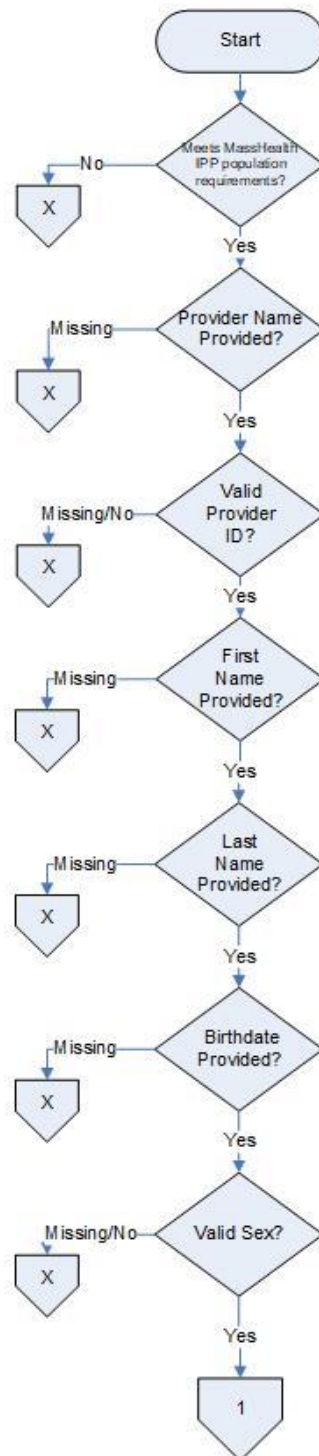 Start
Meets MassHealth
IPP population
requirements?
No
X
Yes
Provider Name
Provided?
Missing
X
Yes
Valid
Provider
ID?
Missing/No
X
Yes
First
Name
Provided?
Missing
X
Yes
Last
Name
Provided?
Missing
X
Yes
Birthdate
Provided?
Missing
X
Yes
Valid Sex?
Missing/No
X
Yes
1